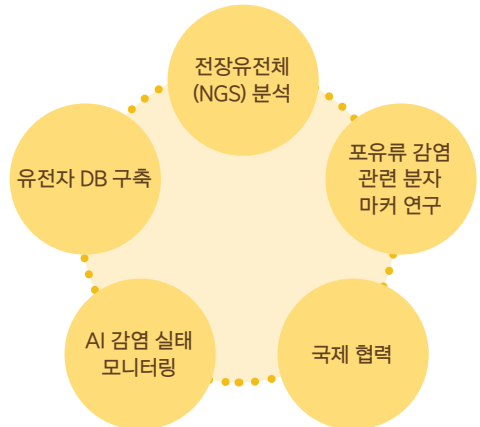 전장유전체
(NGS) 분석
포유류 감염
관련 분자
마커 연구
국제 협력
AI 감염 실태
모니터링
유전자 DB 구축